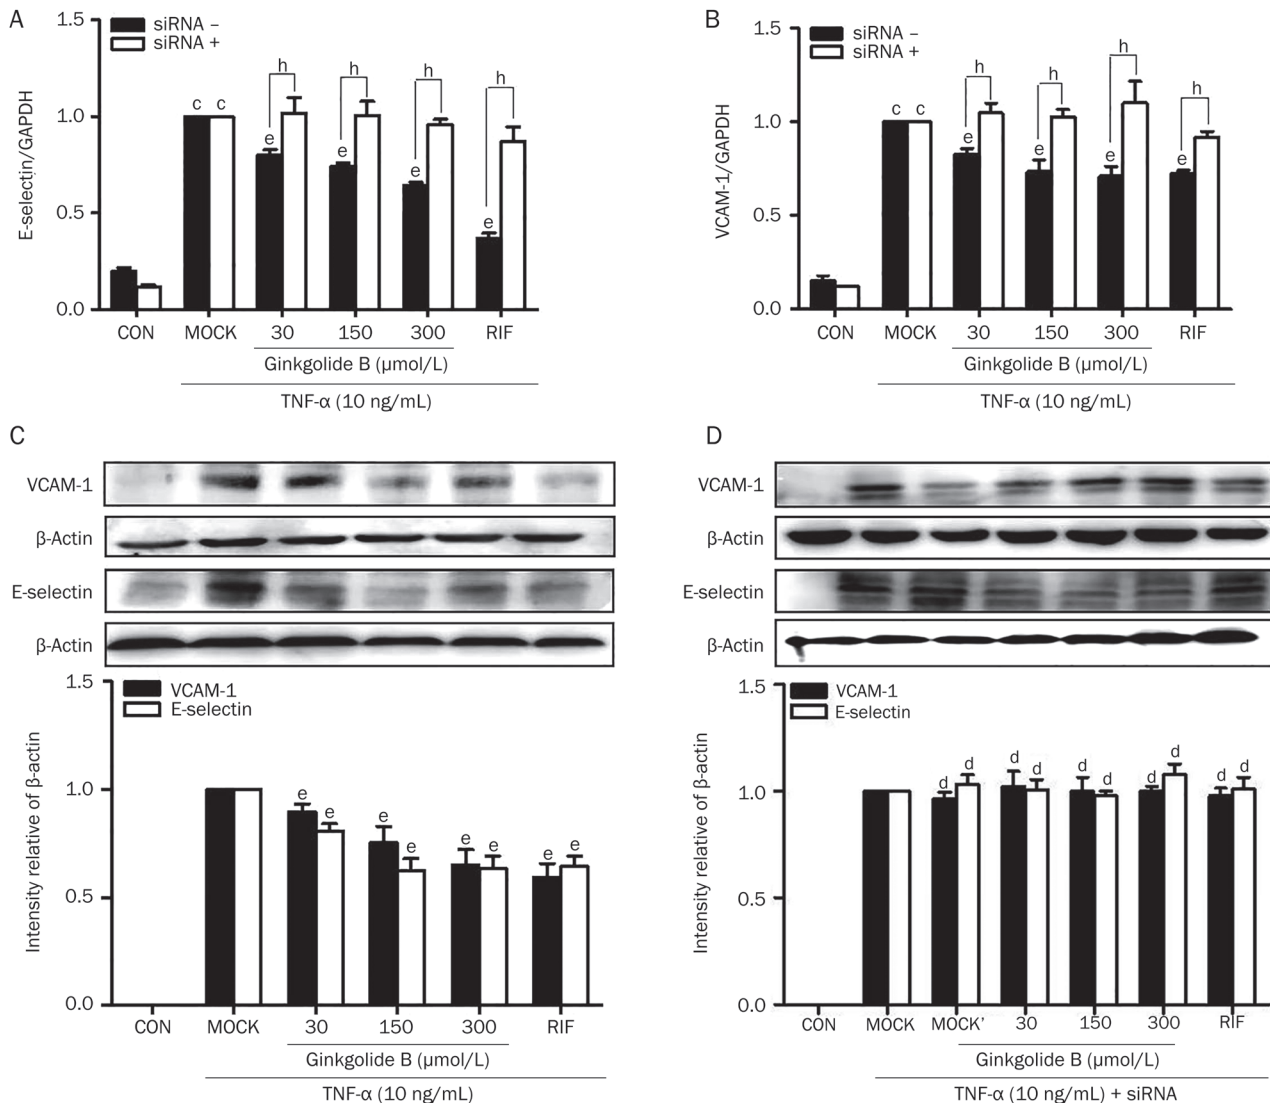 A
1.5
1.0
0.5
0.0
E-selectin/GAPDH
siRNA –
siRNA +
c c
e h
e h
e h
e h
CON MOCK 30 150 300 RIF
Ginkgolide B (μmol/L)
TNF-α (10 ng/mL)
B
1.5
1.0
0.5
0.0
VCAM-1/GAPDH
siRNA –
siRNA +
c c
e h
e h
e h
e h
CON MOCK 30 150 300 RIF
Ginkgolide B (μmol/L)
TNF-α (10 ng/mL)
C
VCAM-1
β-Actin
E-selectin
β-Actin
1.5
1.0
0.5
0.0
Intensity relative of β-actin
VCAM-1
E-selectin
e e e e e e e e
CON MOCK 30 150 300 RIF
Ginkgolide B (μmol/L)
TNF-α (10 ng/mL)
D
VCAM-1
β-Actin
E-selectin
β-Actin
1.5
1.0
0.5
0.0
Intensity relative of β-actin
VCAM-1
E-selectin
d d d d d d d d d d
CON MOCK MOCK’ 30 150 300 RIF
Ginkgolide B (μmol/L)
TNF-α (10 ng/mL) + siRNA